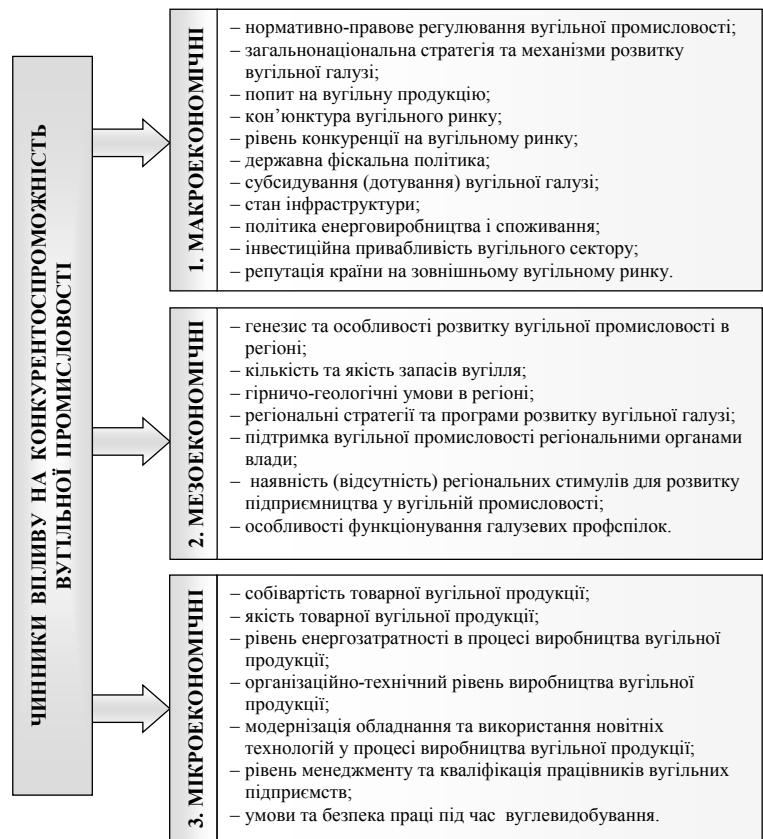 ЧИННИКИ ВПЛИВУ НА КОНКУРЕНТОСПРОМОЖНІСТЬ
ВУГІЛЬНОЇ ПРОМИСЛОВОСТІ
1. МАКРОЕКОНОМІЧНІ
– нормативно-правове регулювання вугільної промисловості;
– загальнонаціональна стратегія та механізми розвитку
вугільної галузі;
– попит на вугільну продукцію;
– кон’юнктура вугільного ринку;
– рівень конкуренції на вугільному ринку;
– державна фіскальна політика;
– субсидування (дотування) вугільної галузі;
– стан інфраструктури;
– політика енерговиробництва і споживання;
– інвестиційна привабливість вугільного сектору;
– репутація країни на зовнішньому вугільному ринку.
2. МЕЗОЕКОНОМІЧНІ
– генезис та особливості розвитку вугільної промисловості в
регіоні;
– кількість та якість запасів вугілля;
– гірничо-геологічні умови в регіоні;
– регіональні стратегії та програми розвитку вугільної галузі;
– підтримка вугільної промисловості регіональними органами
влади;
– наявність (відсутність) регіональних стимулів для розвитку
підприємництва у вугільній промисловості;
– особливості функціонування галузевих профспілок.
3. МІКРОЕКОНОМІЧНІ
– собівартість товарної вугільної продукції;
– якість товарної вугільної продукції;
– рівень енергозатратності в процесі виробництва вугільної
продукції;
– організаційно-технічний рівень виробництва вугільної
продукції;
– модернізація обладнання та використання новітніх
технологій у процесі виробництва вугільної продукції;
– рівень менеджменту та кваліфікація працівників вугільних
підприємств;
– умови та безпека праці під час вуглевидобування.